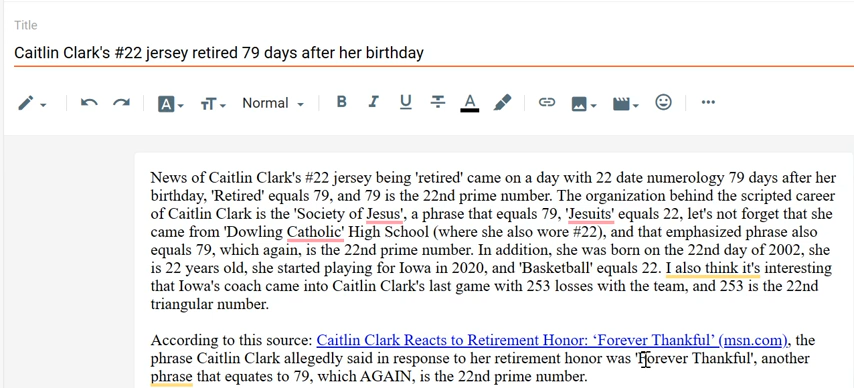 Title
Caitlin Clark's #22 jersey retired 79 days after her birthday
Normal
News of Caitlin Clark's #22 jersey being 'retired' came on a day with 22 date numerology 79 days after her
birthday, 'Retired' equals 79, and 79 is the 22nd prime number. The organization behind the scripted career
of Caitlin Clark is the 'Society of Jesus', a phrase that equals 79, 'Jesuits' equals 22, let's not forget that she
came from 'Dowling Catholic' High School (where she also wore #22), and that emphasized phrase also
equals 79, which again, is the 22nd prime number. In addition, she was born on the 22nd day of 2002, she
is 22 years old, she started playing for Iowa in 2020, and 'Basketball' equals 22. I also think it's interesting
that Iowa's coach came into Caitlin Clark's last game with 253 losses with the team, and 253 is the 22nd
triangular number.
According to this source: Caitlin Clark Reacts to Retirement Honor: ‘Forever Thankful’ (msn.com), the
phrase Caitlin Clark allegedly said in response to her retirement honor was 'Forever Thankful', another
phrase that equates to 79, which AGAIN, is the 22nd prime number.